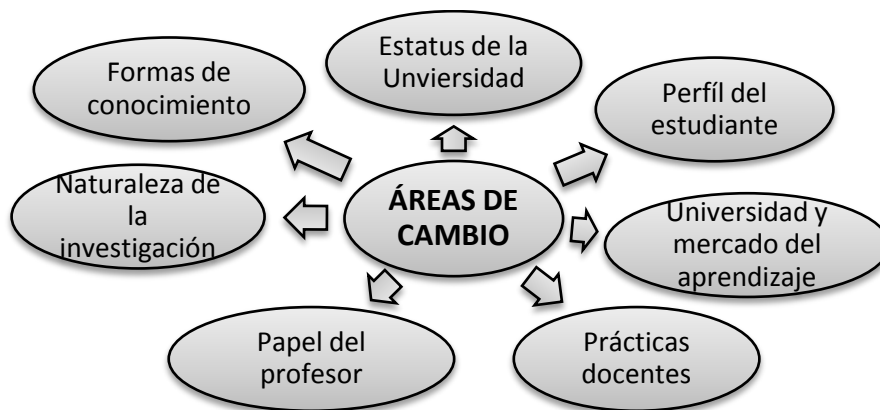 Estatus de la
Unviersidad
Formas de
conocimiento
Perfíl del
estudiante
Naturaleza de
la
investigación
ÁREAS DE
CAMBIO
Universidad y
mercado del
aprendizaje
Papel del
profesor
Prácticas
docentes